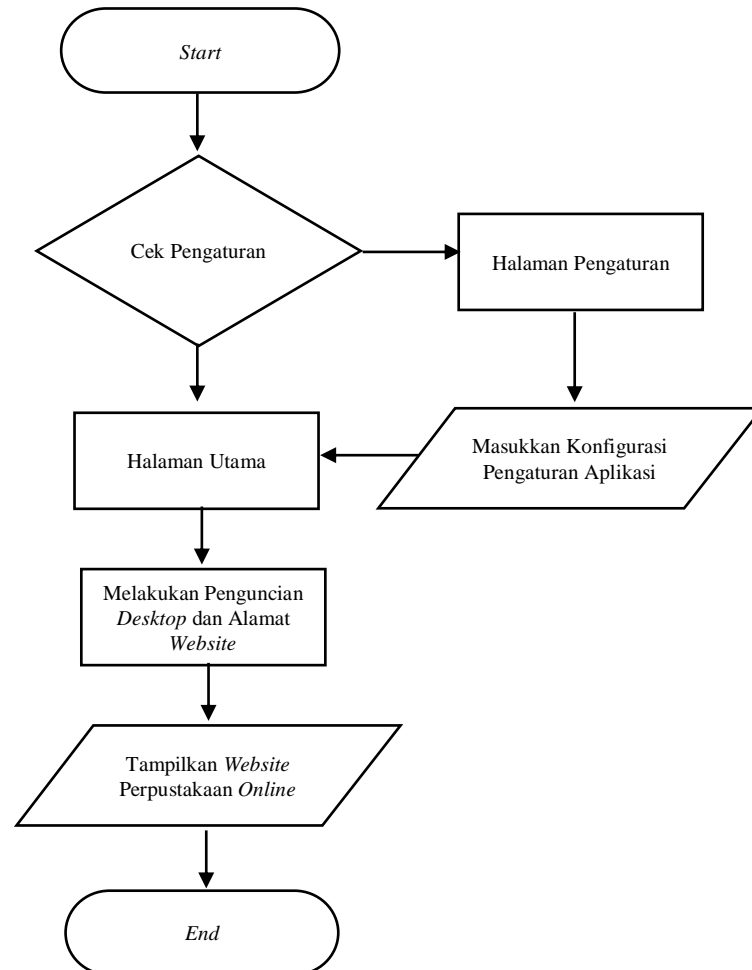 Start
Cek Pengaturan
Halaman Pengaturan
Masukkan Konfigurasi
Pengaturan Aplikasi
Halaman Utama
Melakukan Penguncian
Desktop dan Alamat
Website
Tampilkan Website
Perpustakaan Online
End